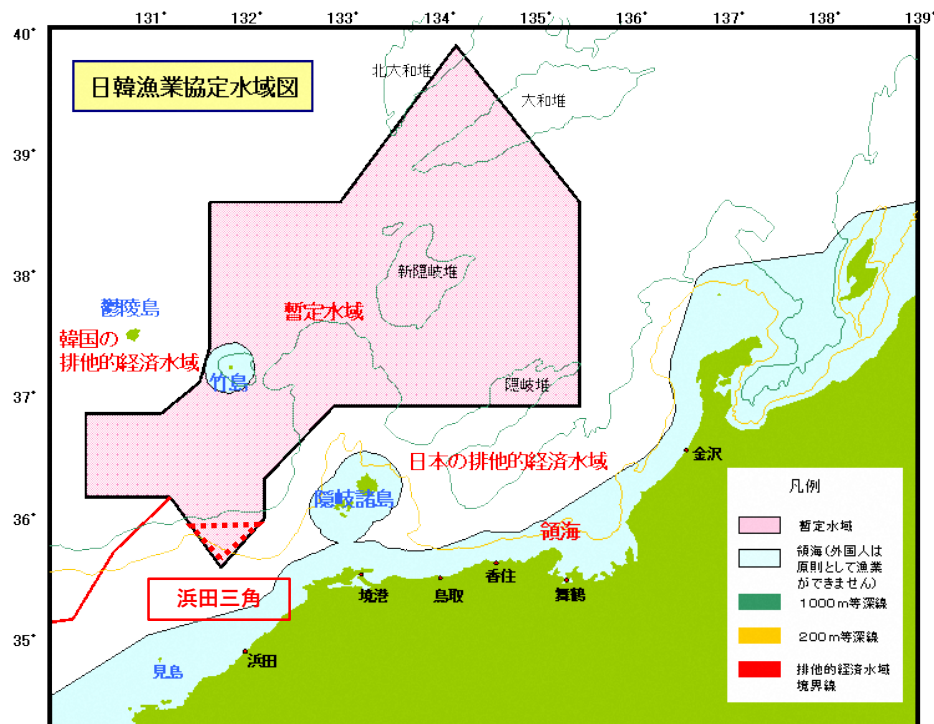 131ﾟ 132ﾟ 133ﾟ 134ﾟ 135ﾟ 136ﾟ 137ﾟ 138ﾟ 139ﾟ
40ﾟ
日韓漁業協定水域図
北大和堆
大和堆
39ﾟ
38ﾟ
新隠岐堆
鬱陵島
暫定水域
韓国の
排他的経済水域
竹島
37ﾟ
隠岐堆
日本の排他的経済水域
金沢
隠岐諸島
36ﾟ
領海
浜田三角
境港
鳥取
香住
舞鶴
35ﾟ
浜田
見島
凡例
暫定水域
領海(外国人は
原則として漁業
ができません)
1000m等深線
200m等深線
排他的経済水域
境界線